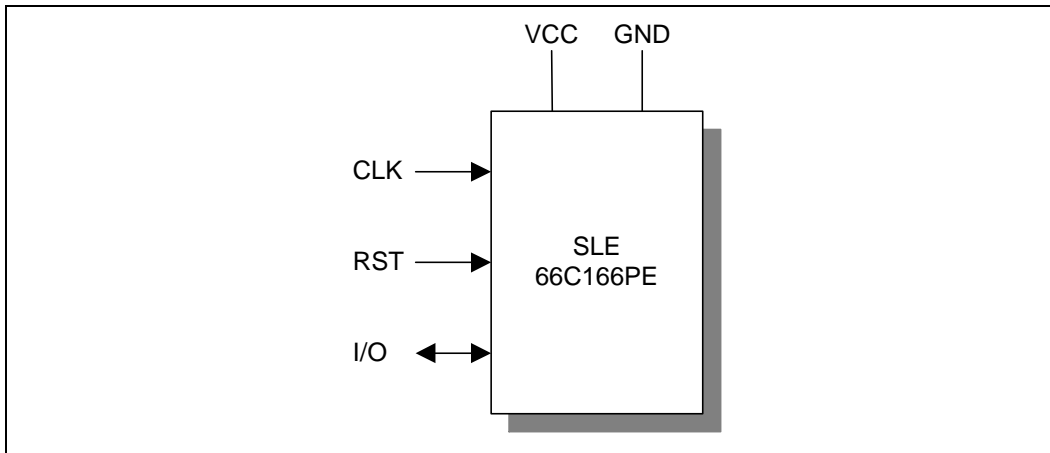 VCC GND
CLK
RST
SLE
66C166PE
I/O